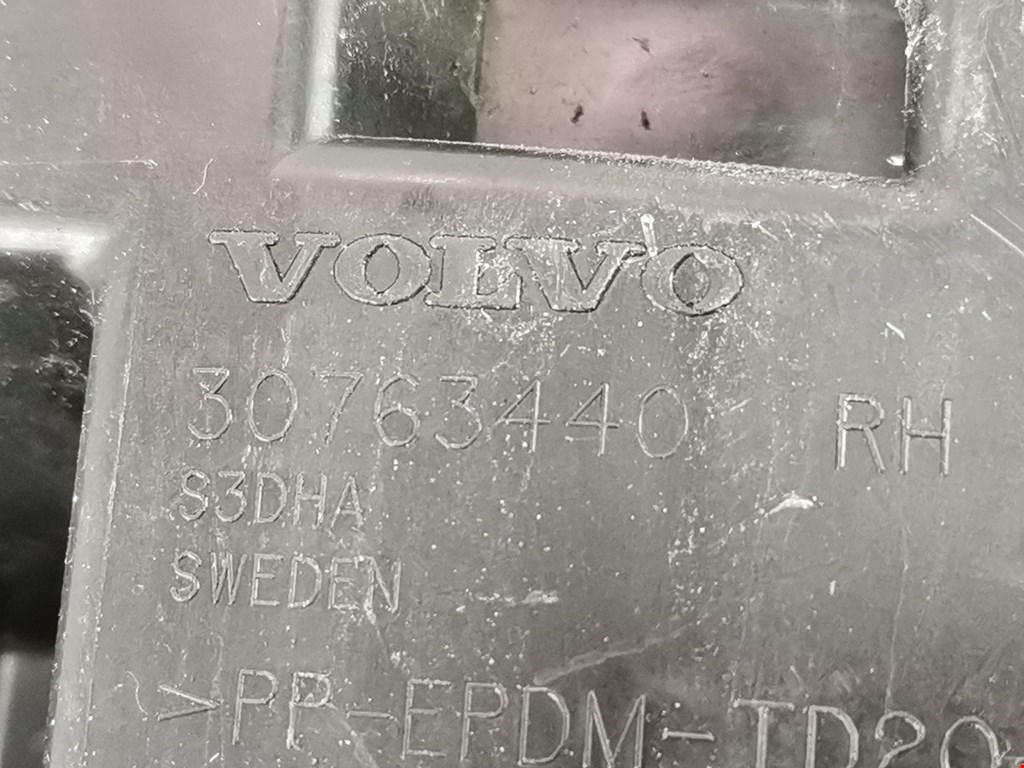 VOLVO
30763440 RH
S3DHA
SWEDEN
>PP-EPDM-TD20